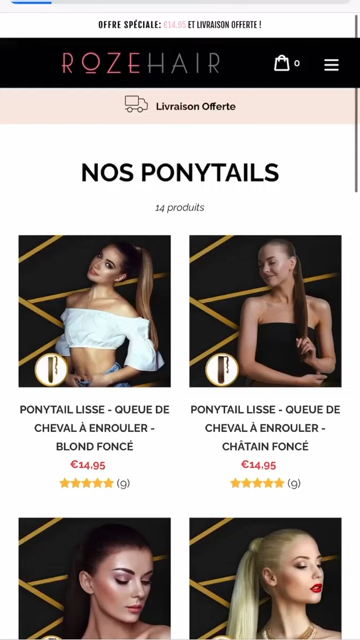 OFFRE SPÉCIALE: €14,95 ET LIVRAISON OFFERTE !
ROZEHAIR
0
Livraison Offerte
NOS PONYTAILS
14 produits
PONYTAIL LISSE - QUEUE DE
CHEVAL À ENROULER -
BLOND FONCÉ
€14,95
(9)
PONYTAIL LISSE - QUEUE DE
CHEVAL À ENROULER -
CHÂTAIN FONCÉ
€14,95
(9)